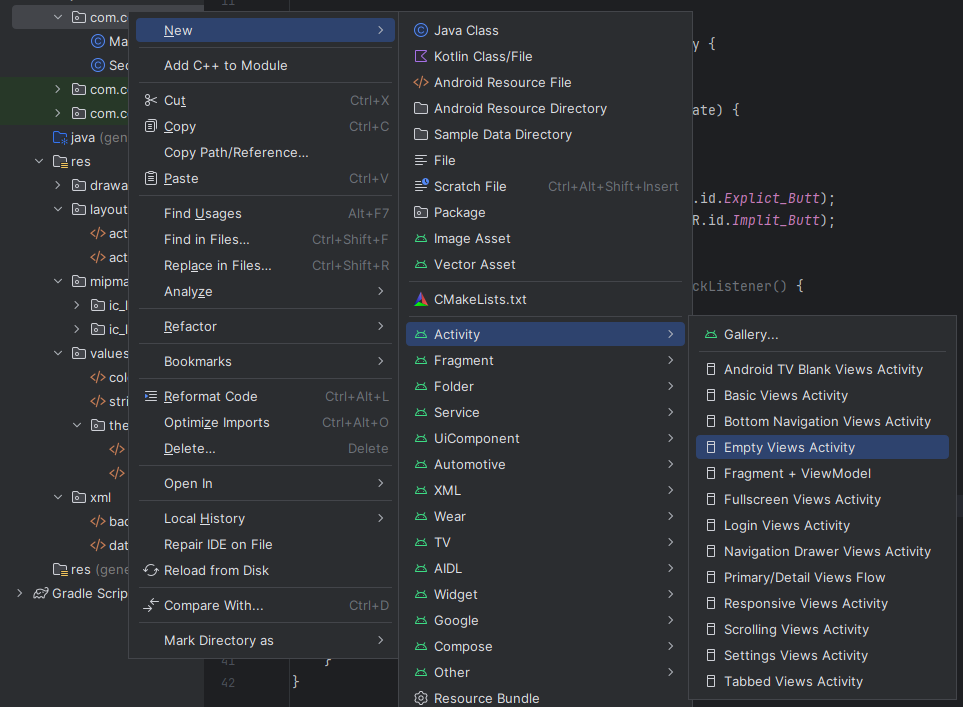 com.c
Ma
Sec
com.c
com.c
java (gen
res
drawa
layout
act
act
mipma
ic_l
ic_l
values
colo
stri
the
xml
bac
dat
res (gene
Gradle Scrip
New
Add C++ to Module
Cut Ctrl+X
Copy Ctrl+C
Copy Path/Reference...
Paste Ctrl+V
Find Usages Alt+F7
Find in Files... Ctrl+Shift+F
Replace in Files... Ctrl+Shift+R
Analyze
Refactor
Bookmarks
Reformat Code Ctrl+Alt+L
Optimize Imports Ctrl+Alt+O
Delete... Delete
Open In
Local History
Repair IDE on File
Reload from Disk
Compare With... Ctrl+D
Mark Directory as
Java Class
Kotlin Class/File
Android Resource File
Android Resource Directory
Sample Data Directory
File
Scratch File Ctrl+Alt+Shift+Insert
Package
Image Asset
Vector Asset
CMakeLists.txt
Activity
Fragment
Folder
Service
UiComponent
Automotive
XML
Wear
TV
AIDL
Widget
Google
Compose
Other
Resource Bundle
Gallery...
Android TV Blank Views Activity
Basic Views Activity
Bottom Navigation Views Activity
Empty Views Activity
Fragment + ViewModel
Fullscreen Views Activity
Login Views Activity
Navigation Drawer Views Activity
Primary/Detail Views Flow
Responsive Views Activity
Scrolling Views Activity
Settings Views Activity
Tabbed Views Activity
11
y {
ate) {
.id.Explict_Butt);
R.id.Implit_Butt);
ckListener() {
41 }
42 }